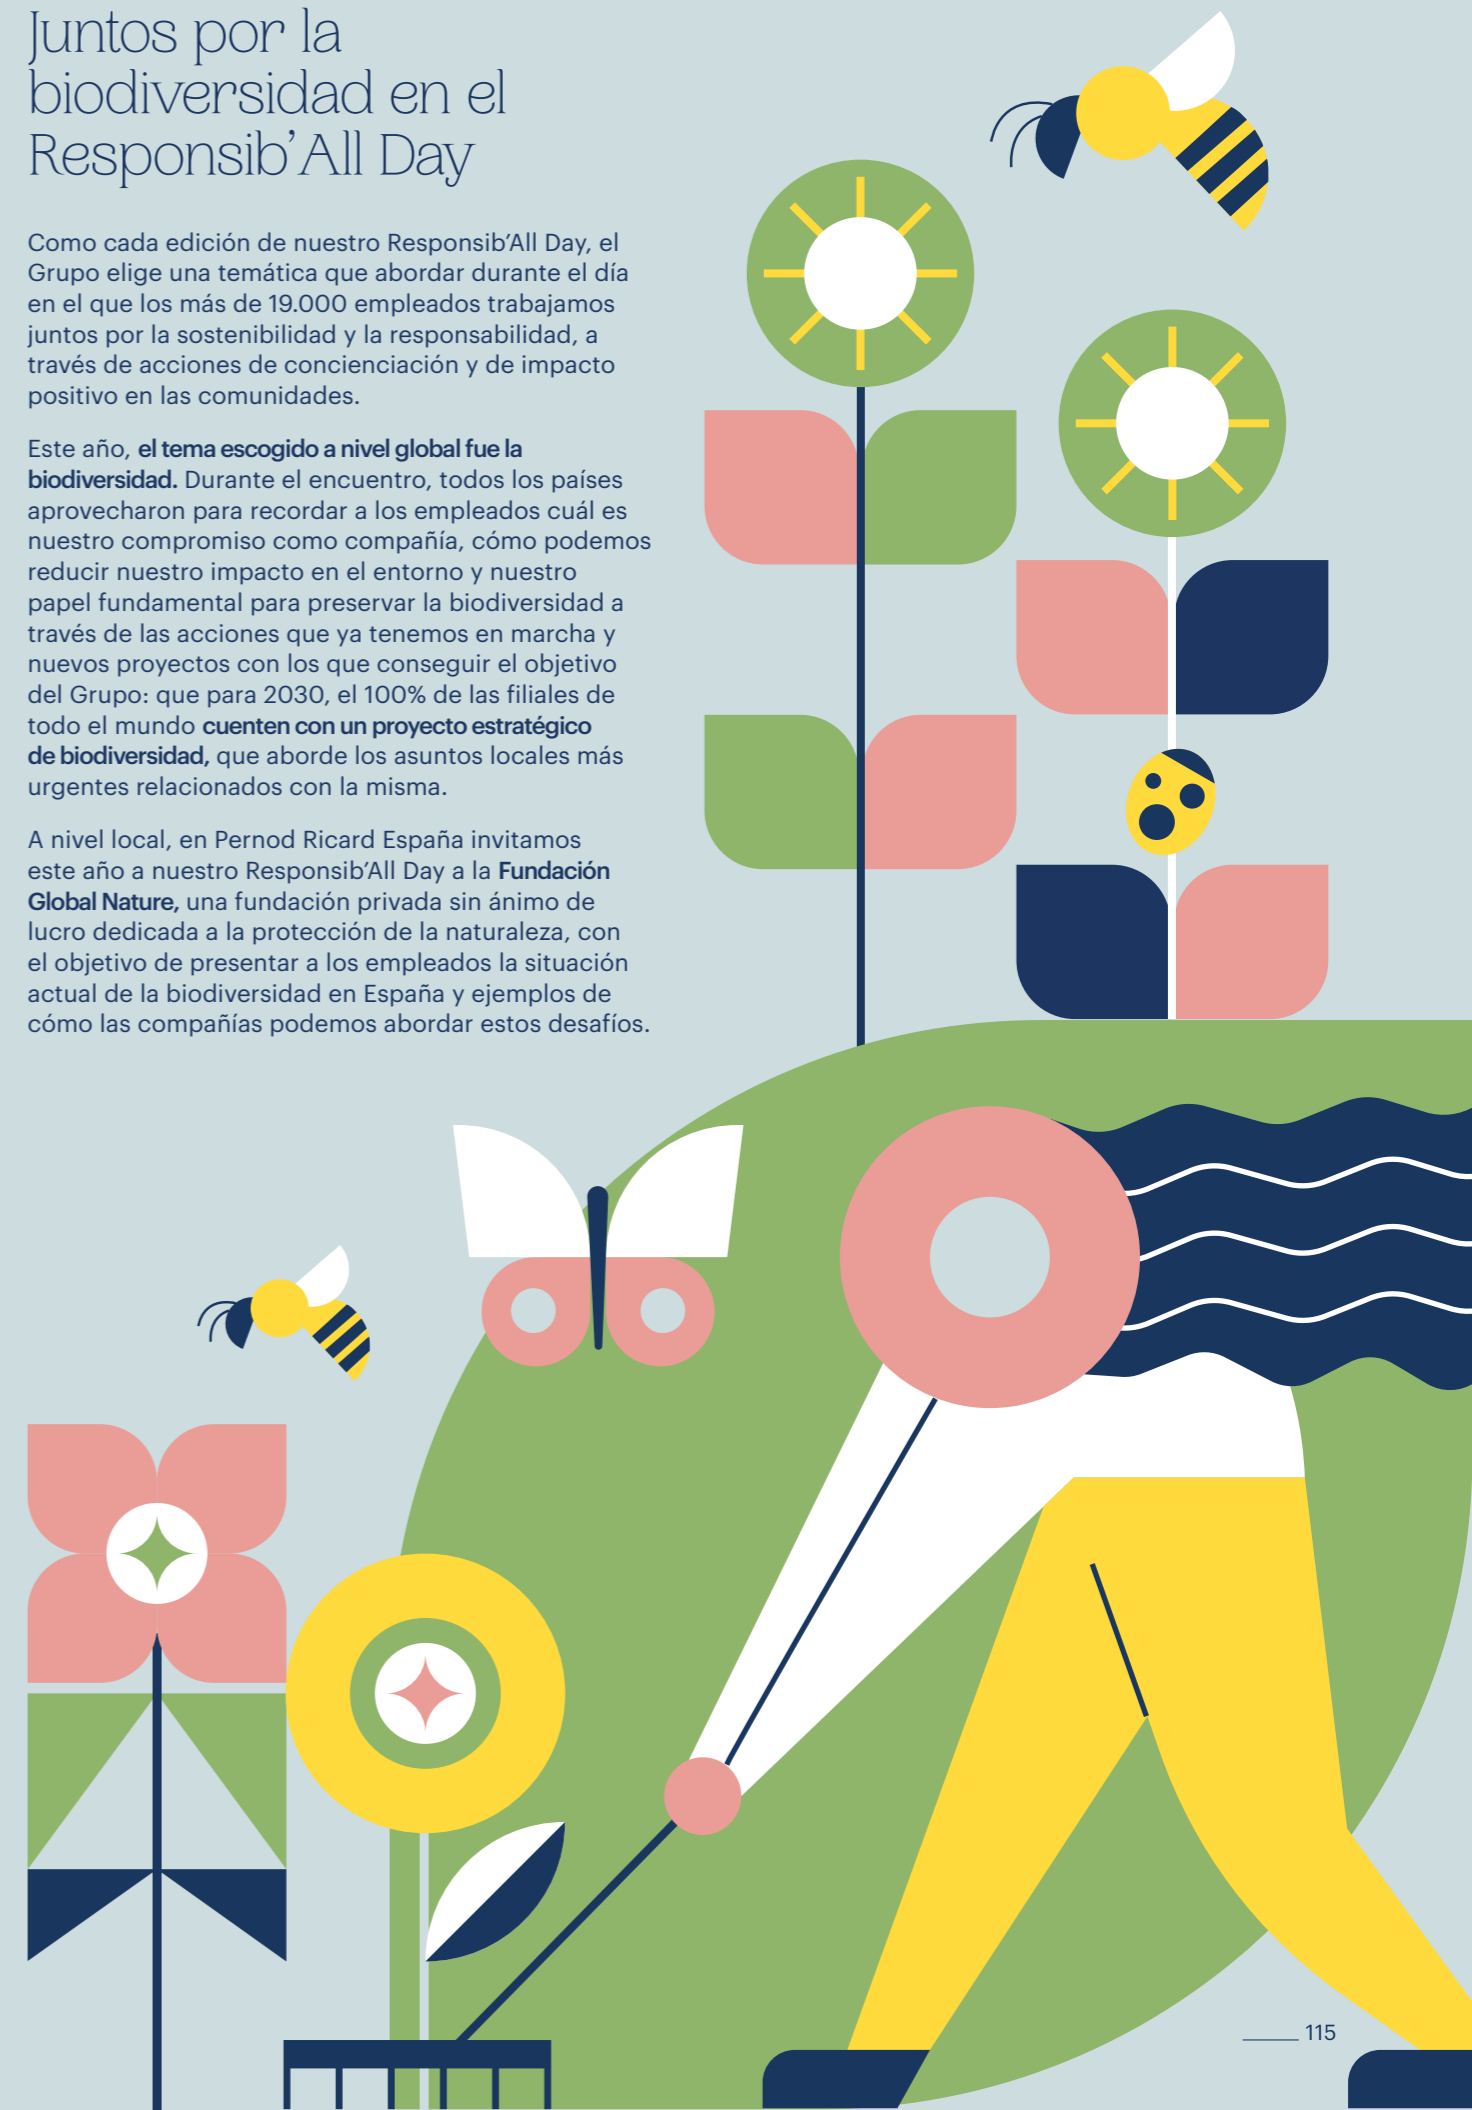 Juntos por la
biodiversidad en el
Responsib’All Day
Como cada edición de nuestro Responsib’All Day, el
Grupo elige una temática que abordar durante el día
en el que los más de 19.000 empleados trabajamos
juntos por la sostenibilidad y la responsabilidad, a
través de acciones de concienciación y de impacto
positivo en las comunidades.
Este año, el tema escogido a nivel global fue la
biodiversidad. Durante el encuentro, todos los países
aprovecharon para recordar a los empleados cuál es
nuestro compromiso como compañía, cómo podemos
reducir nuestro impacto en el entorno y nuestro
papel fundamental para preservar la biodiversidad a
través de las acciones que ya tenemos en marcha y
nuevos proyectos con los que conseguir el objetivo
del Grupo: que para 2030, el 100% de las filiales de
todo el mundo cuenten con un proyecto estratégico
de biodiversidad, que aborde los asuntos locales más
urgentes relacionados con la misma.
A nivel local, en Pernod Ricard España invitamos
este año a nuestro Responsib’All Day a la Fundación
Global Nature, una fundación privada sin ánimo de
lucro dedicada a la protección de la naturaleza, con
el objetivo de presentar a los empleados la situación
actual de la biodiversidad en España y ejemplos de
cómo las compañías podemos abordar estos desafíos.
115